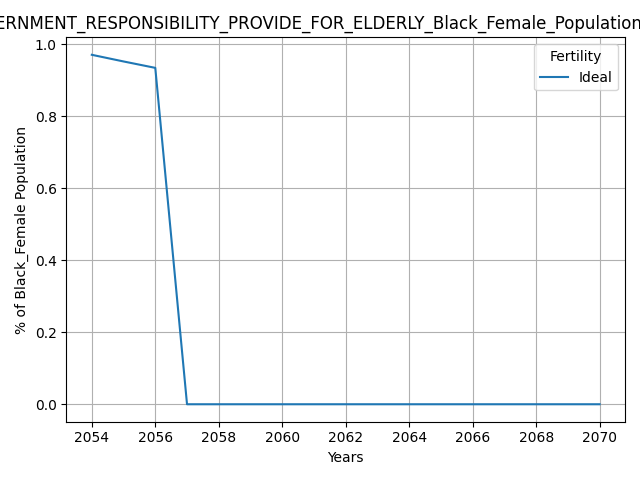 ERNMENT_RESPONSIBILITY_PROVIDE_FOR_ELDERLY_Black_Female_Population
Fertility
Ideal
1.0
0.8
0.6
0.4
0.2
0.0
% of Black_Female Population
2054 2056 2058 2060 2062 2064 2066 2068 2070
Years